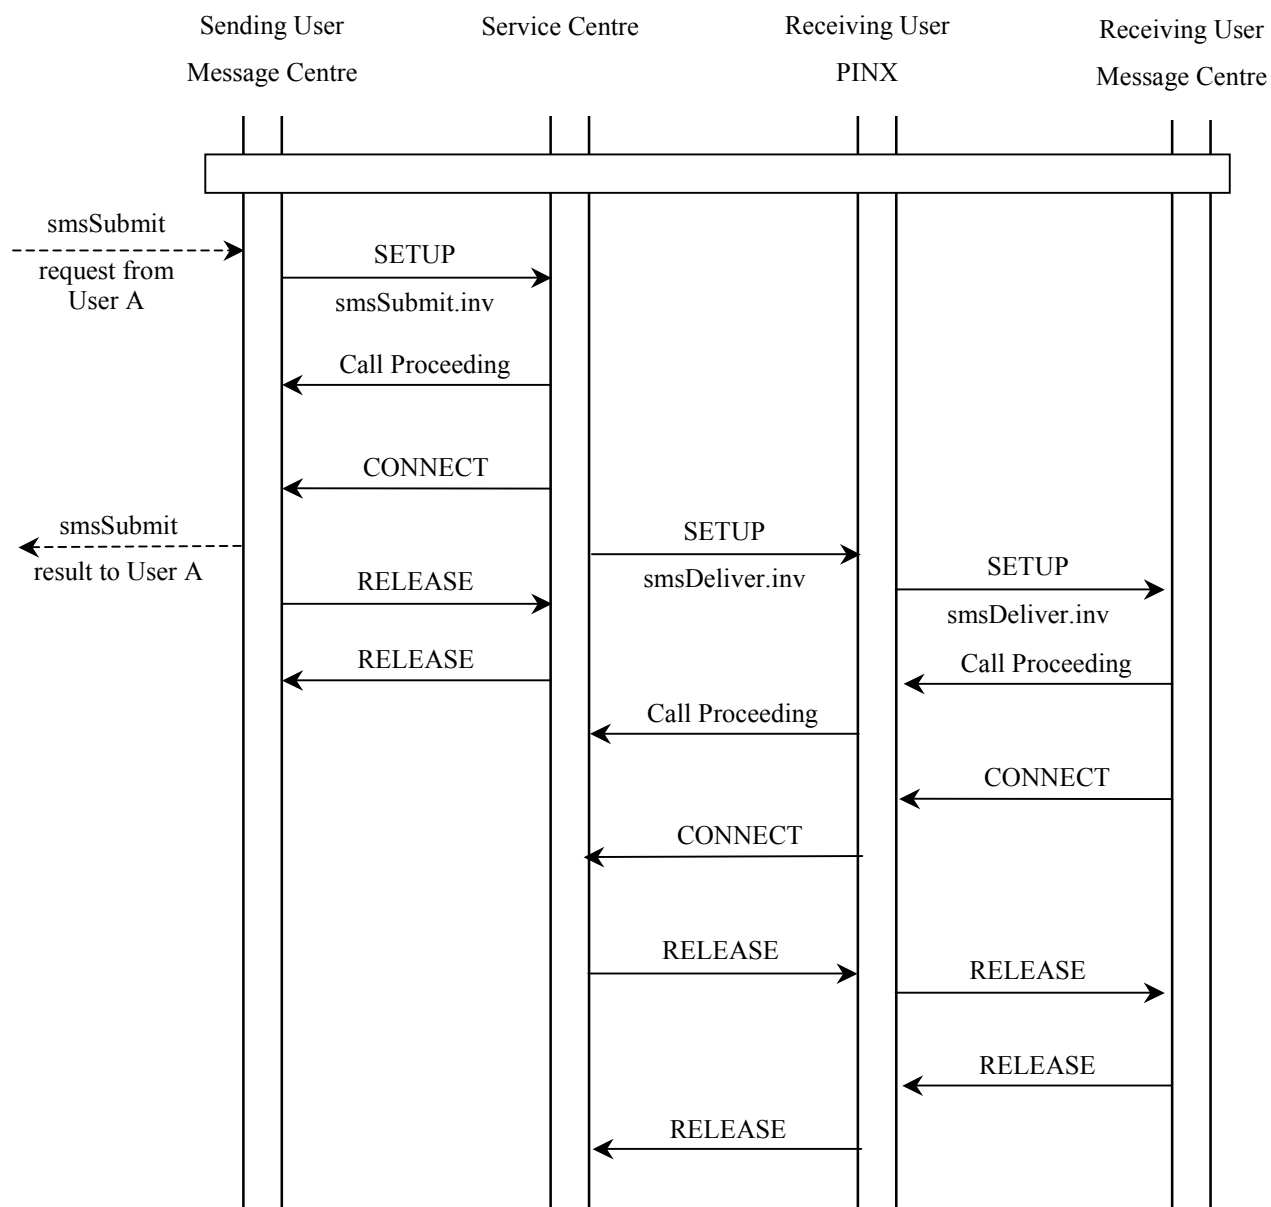 Sending User
Message Centre
Service Centre
Receiving User
PINX
Receiving User
Message Centre
smsSubmit
request from
User A
SETUP
smsSubmit.inv
Call Proceeding
CONNECT
smsSubmit
result to User A
SETUP
smsDeliver.inv
SETUP
smsDeliver.inv
RELEASE
RELEASE
Call Proceeding
Call Proceeding
CONNECT
CONNECT
RELEASE
RELEASE
RELEASE
RELEASE